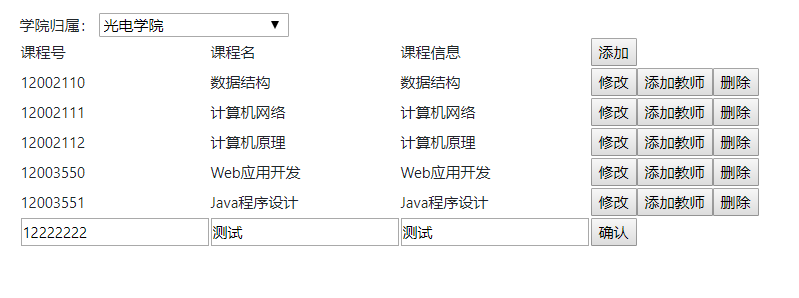 学院归属： 光电学院
课程号 课程名 课程信息 添加
12002110 数据结构 数据结构 修改 添加教师 删除
12002111 计算机网络 计算机网络 修改 添加教师 删除
12002112 计算机原理 计算机原理 修改 添加教师 删除
12003550 Web应用开发 Web应用开发 修改 添加教师 删除
12003551 Java程序设计 Java程序设计 修改 添加教师 删除
12222222 测试 测试 确认